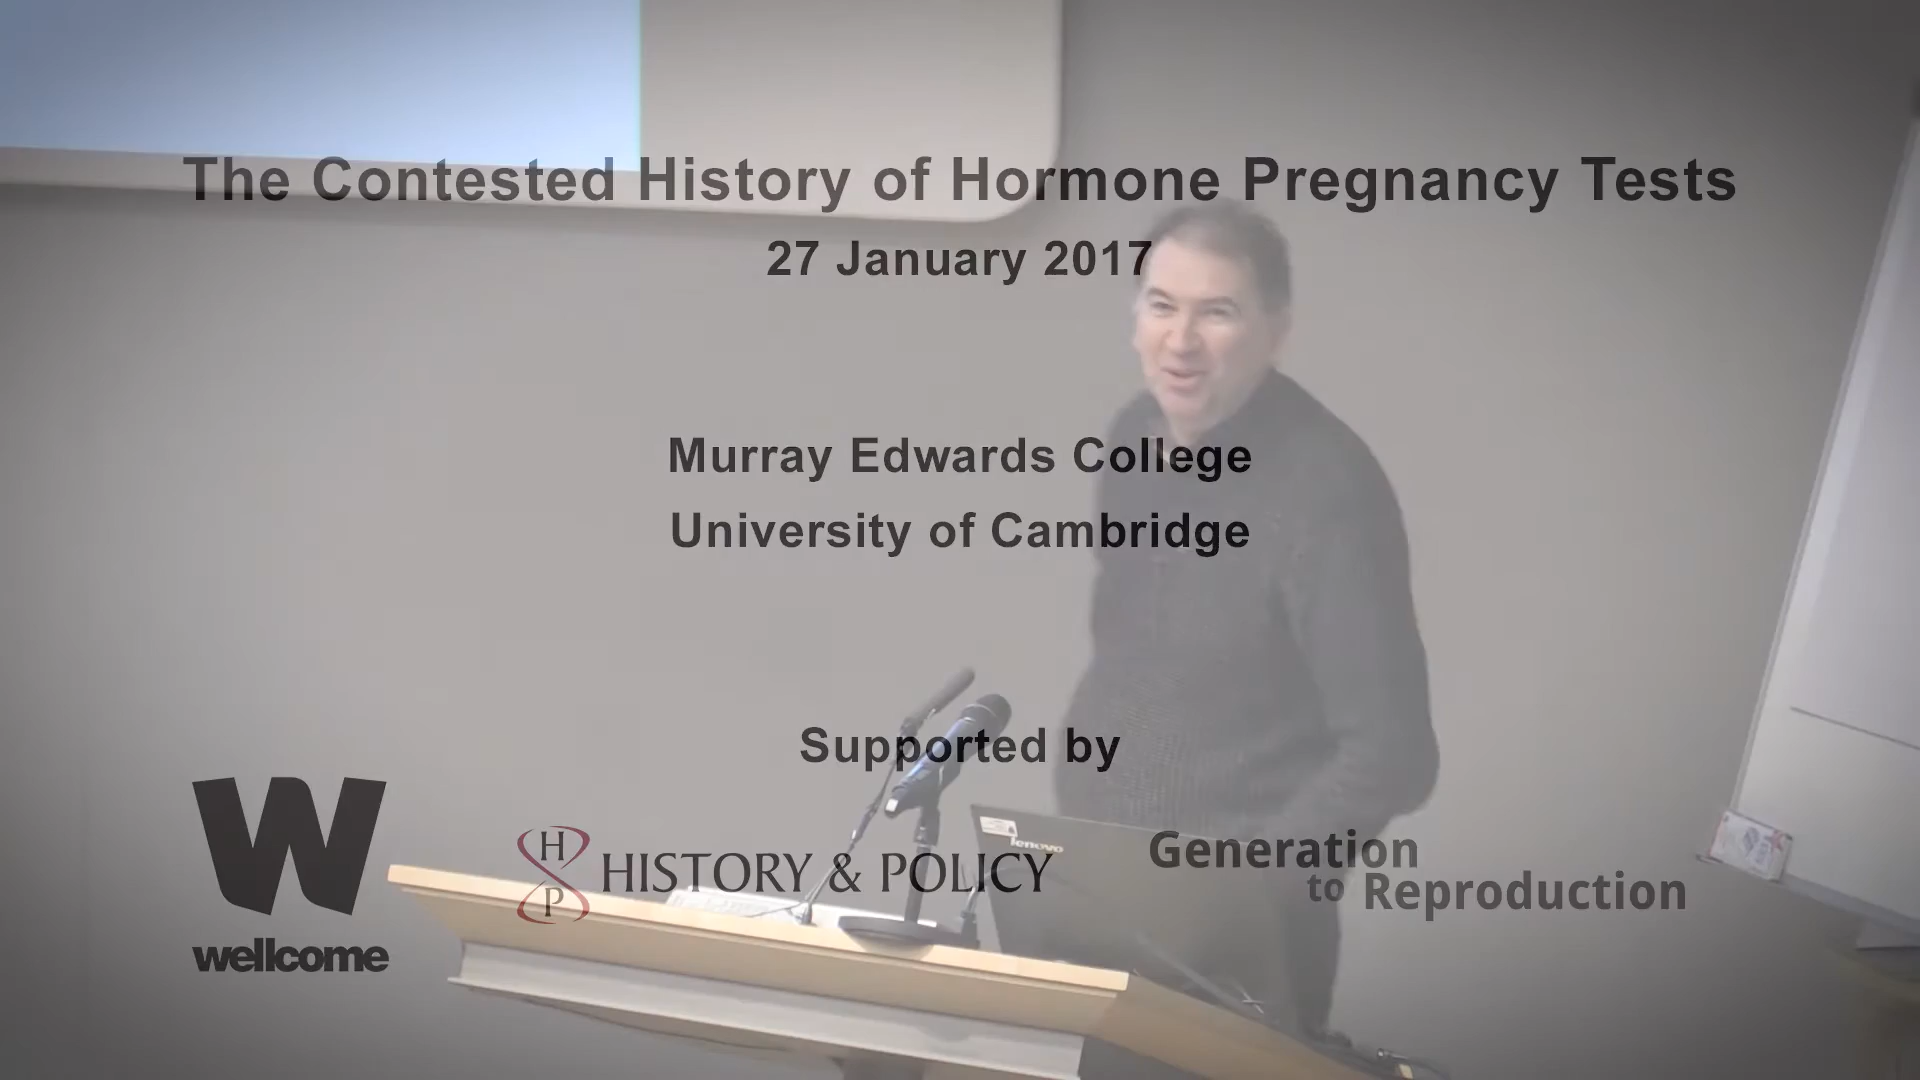 The Contested History of Hormone Pregnancy Tests
27 January 2017
Murray Edwards College
University of Cambridge
Supported by
wellcome
H P HISTORY & POLICY
Generation
to Reproduction
lenovo